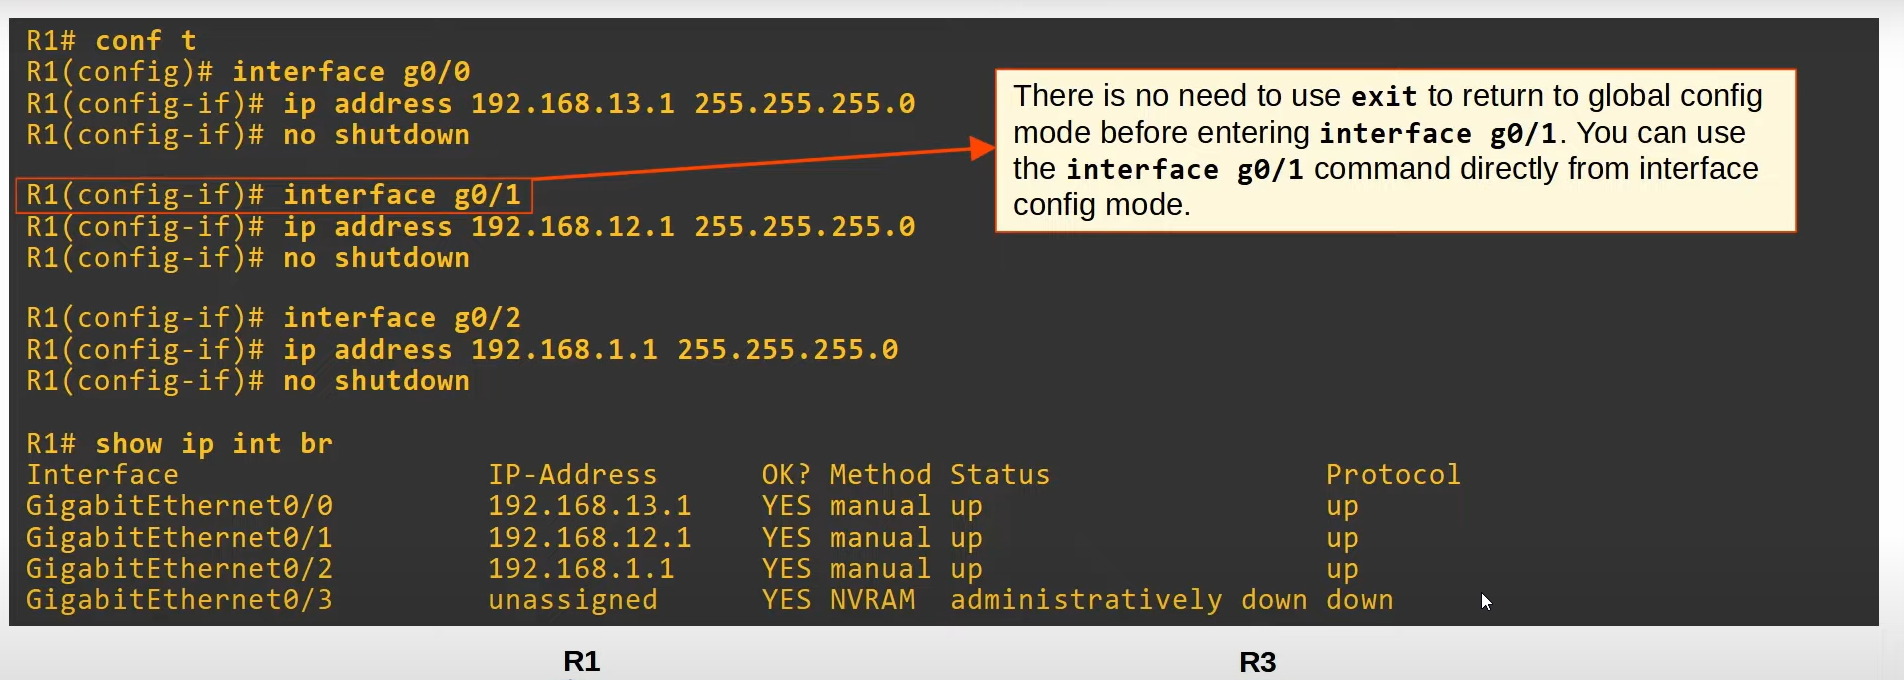 R1# conf t
R1(config)# interface g0/0
R1(config-if)# ip address 192.168.13.1 255.255.255.0
R1(config-if)# no shutdown
R1(config-if)# interface g0/1
R1(config-if)# ip address 192.168.12.1 255.255.255.0
R1(config-if)# no shutdown
R1(config-if)# interface g0/2
R1(config-if)# ip address 192.168.1.1 255.255.255.0
R1(config-if)# no shutdown
R1# show ip int br
Interface IP-Address OK? Method Status Protocol
GigabitEthernet0/0 192.168.13.1 YES manual up up
GigabitEthernet0/1 192.168.12.1 YES manual up up
GigabitEthernet0/2 192.168.1.1 YES manual up up
GigabitEthernet0/3 unassigned YES NVRAM administratively down down
There is no need to use exit to return to global config
mode before entering interface g0/1. You can use
the interface g0/1 command directly from interface
config mode.
R1 R3